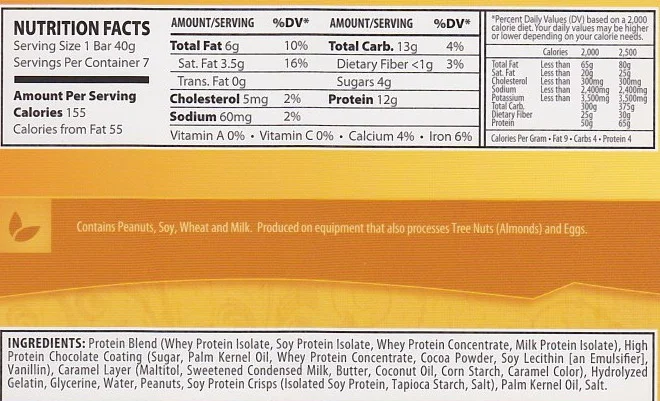 NUTRITION FACTS
Serving Size 1 Bar 40g
Servings Per Container 7
Amount Per Serving
Calories 155
Calories from Fat 55
AMOUNT/SERVING %DV* AMOUNT/SERVING %DV*
Total Fat 6g 10% Total Carb. 13g 4%
Sat. Fat 3.5g 16% Dietary Fiber <1g 3%
Trans. Fat 0g Sugars 4g
Cholesterol 5mg 2% Protein 12g
Sodium 60mg 2%
Vitamin A 0% • Vitamin C 0% • Calcium 4% • Iron 6%
*Percent Daily Values (DV) based on a 2,000
calorie diet. Your daily values may be higher
or lower depending on your calorie needs.
Calories 2,000 2,500
Total Fat Less than 65g 80g
Sat. Fat Less than 20g 25g
Cholesterol Less than 300mg 300mg
Sodium Less than 2,400mg 2,400mg
Potassium Less than 3,500mg 3,500mg
Total Carb. 300g 375g
Dietary Fiber 25g 30g
Protein 50g 65g
Calories Per Gram • Fat 9 • Carbs 4 • Protein 4
Contains Peanuts, Soy, Wheat and Milk. Produced on equipment that also processes Tree Nuts (Almonds) and Eggs.
INGREDIENTS: Protein Blend (Whey Protein Isolate, Soy Protein Isolate, Whey Protein Concentrate, Milk Protein Isolate), High
Protein Chocolate Coating (Sugar, Palm Kernel Oil, Whey Protein Concentrate, Cocoa Powder, Soy Lecithin [an Emulsifier],
Vanillin), Caramel Layer (Maltitol, Sweetened Condensed Milk, Butter, Coconut Oil, Corn Starch, Caramel Color), Hydrolyzed
Gelatin, Glycerine, Water, Peanuts, Soy Protein Crisps (Isolated Soy Protein, Tapioca Starch, Salt), Palm Kernel Oil, Salt.